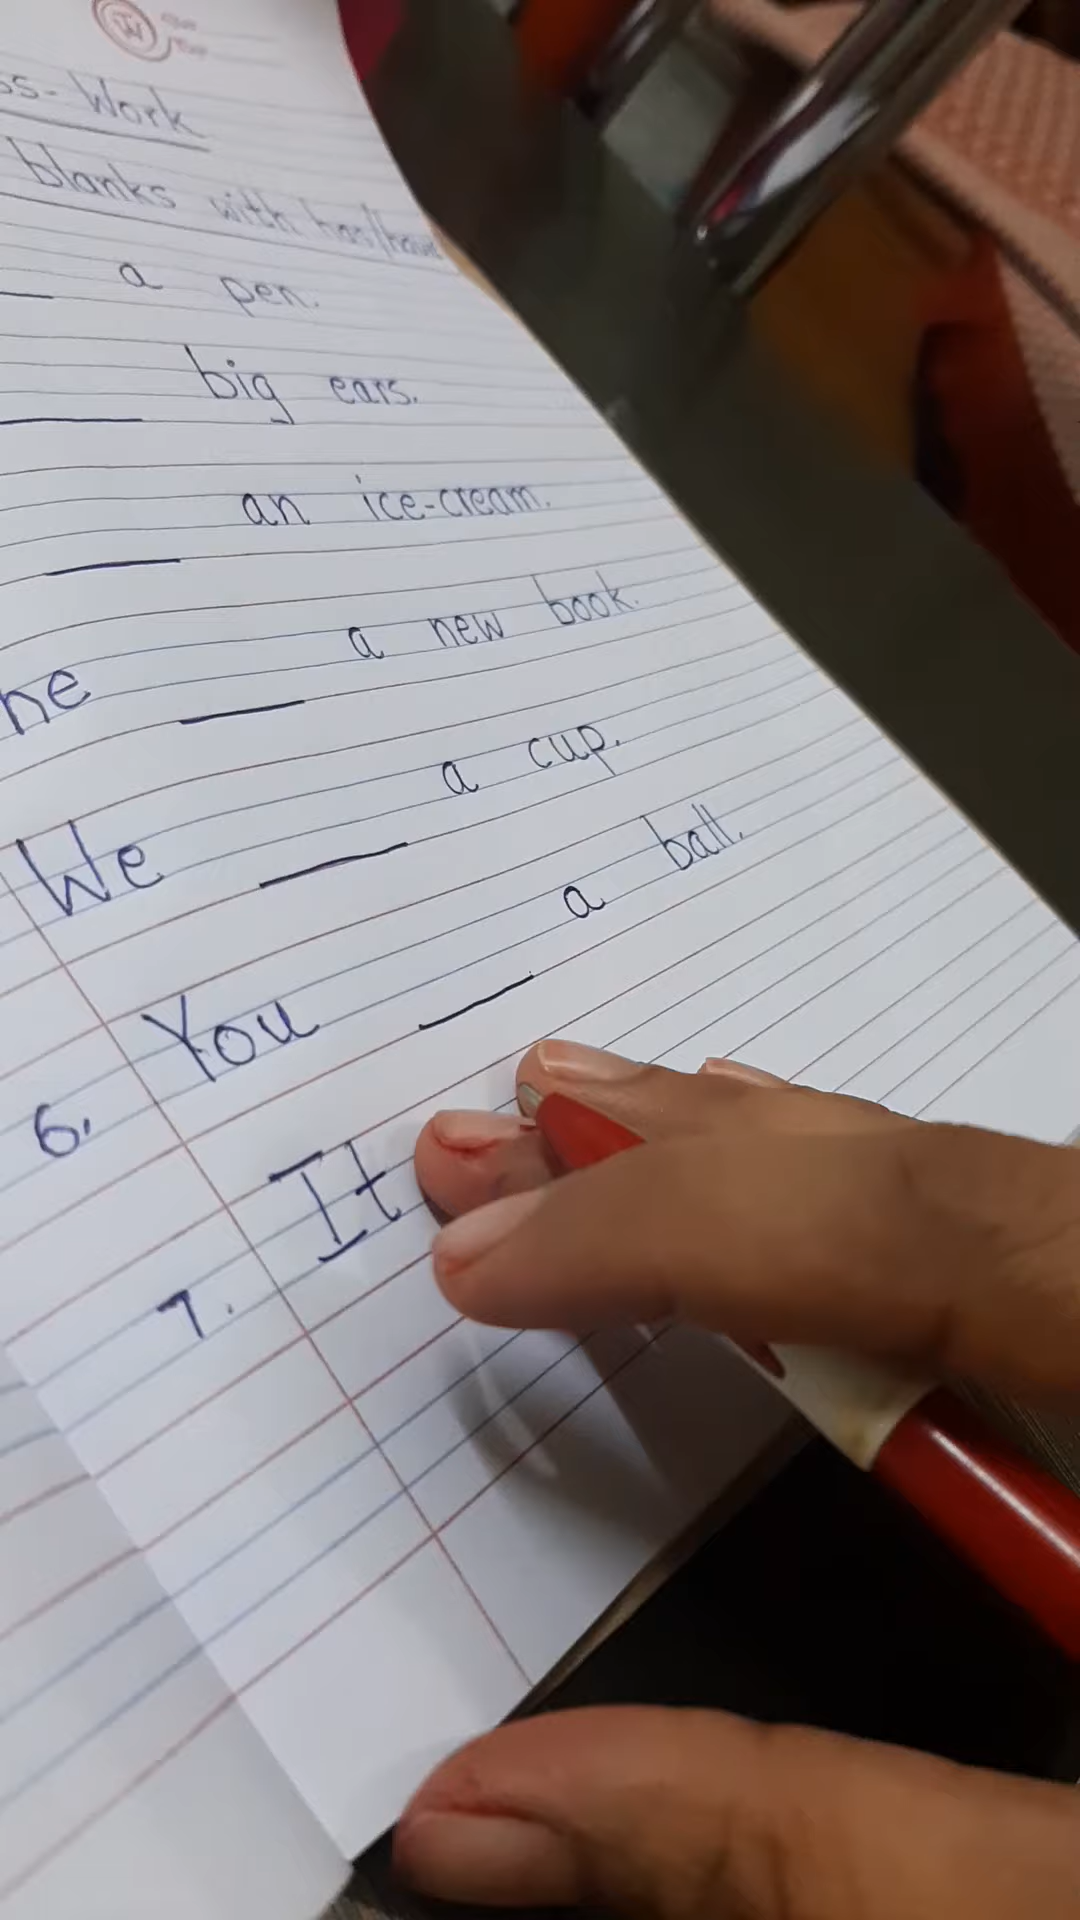 ss-Work
blanks with has/have
a pen.
big ears.
an ice-cream.
he a new book.
We a cup.
6. You a ball.
7. It